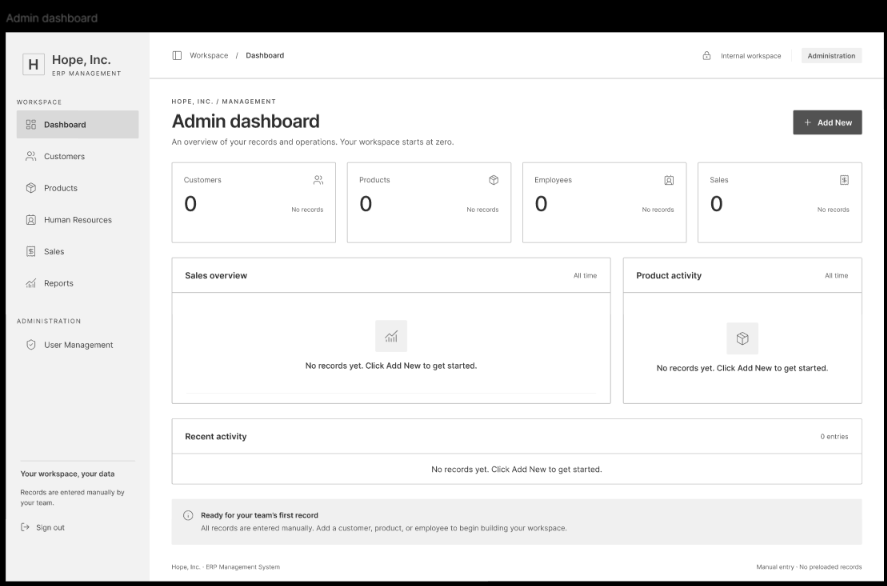 Admin dashboard
H
Hope, Inc.
ERP MANAGEMENT
WORKSPACE
Dashboard
Customers
Products
Human Resources
Sales
Reports
ADMINISTRATION
User Management
Your workspace, your data
Records are entered manually by
your team.
Sign out
Workspace / Dashboard
Internal workspace
Administration
HOPE, INC. / MANAGEMENT
Admin dashboard
An overview of your records and operations. Your workspace starts at zero.
+ Add New
Customers
0
No records
Products
0
No records
Employees
0
No records
Sales
0
No records
Sales overview
All time
No records yet. Click Add New to get started.
Product activity
All time
No records yet. Click Add New to get started.
Recent activity
0 entries
No records yet. Click Add New to get started.
Ready for your team's first record
All records are entered manually. Add a customer, product, or employee to begin building your workspace.
Hope, Inc. · ERP Management System
Manual entry · No preloaded records